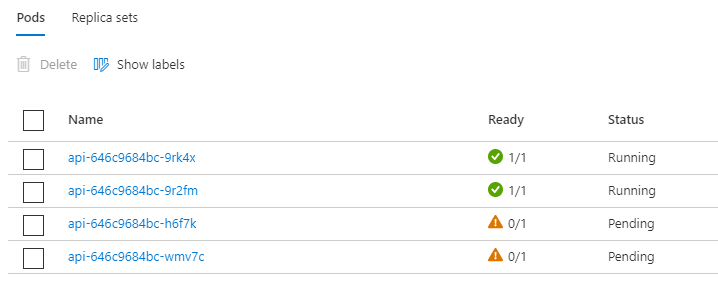 Pods Replica sets
Delete Show labels
Name Ready Status
api-646c9684bc-9rk4x 1/1 Running
api-646c9684bc-9r2fm 1/1 Running
api-646c9684bc-h6f7k 0/1 Pending
api-646c9684bc-wmv7c 0/1 Pending